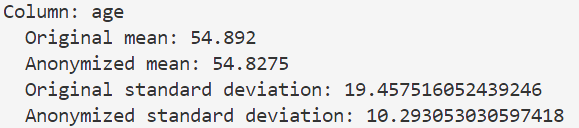 Column: age
Original mean: 54.892
Anonymized mean: 54.8275
Original standard deviation: 19.457516052439246
Anonymized standard deviation: 10.293053030597418